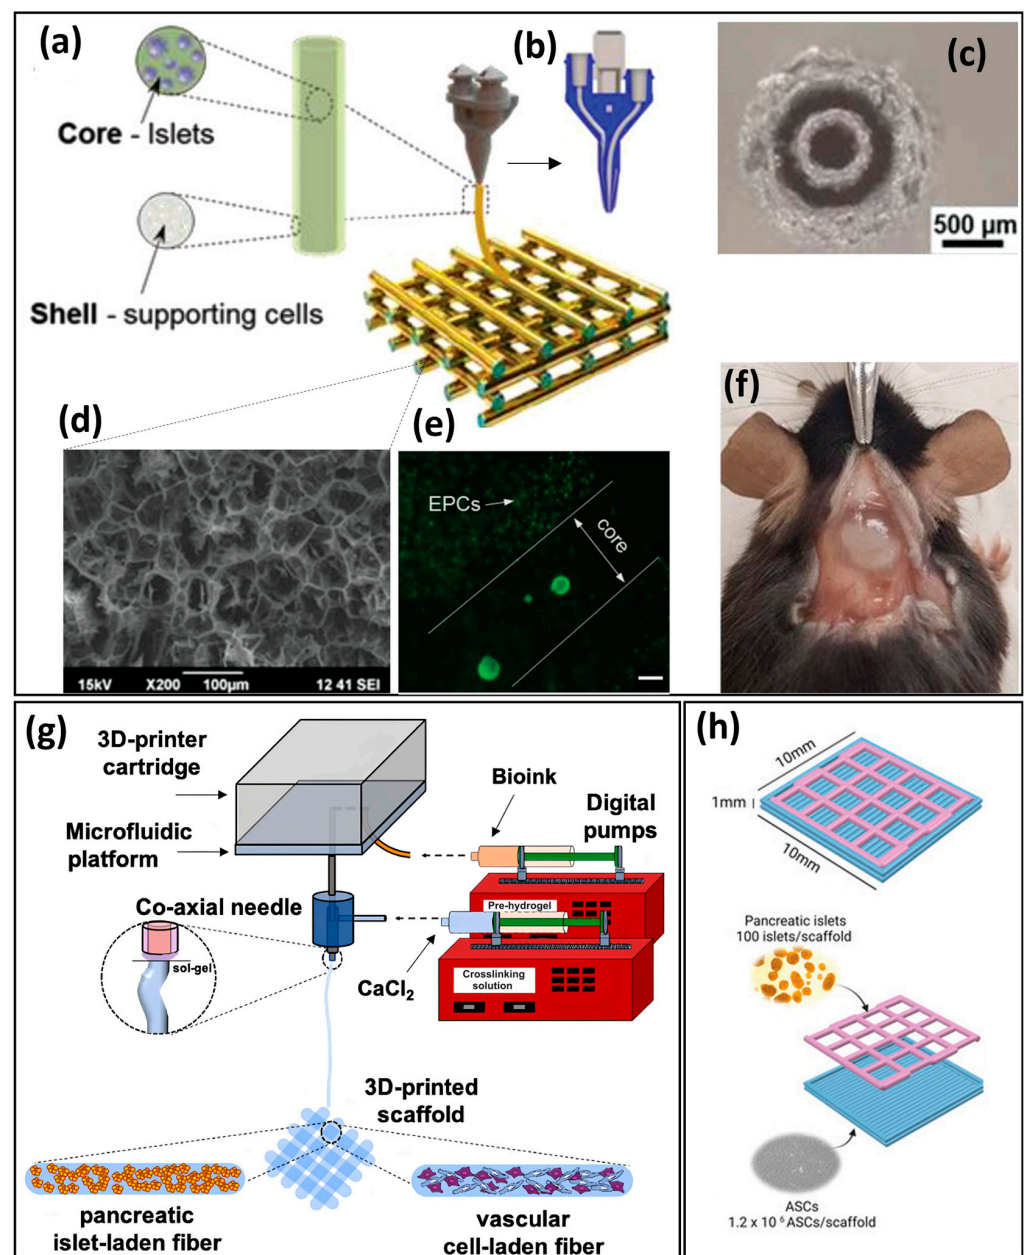 (a)
(b)
(c)
Core - Islets
500 µm
Shell - supporting cells
(d)
(e)
(f)
EPCs
core
15kV X200 100µm 12 41 SEI
(g)
3D-printer
cartridge
Microfluidic
platform
Bioink
Digital
pumps
Pre-hydrogel
Co-axial needle
sol-gel
CaCl2
Crosslinking
solution
3D-printed
scaffold
pancreatic
islet-laden fiber
vascular
cell-laden fiber
(h)
10mm
1mm
10mm
Pancreatic islets
100 islets/scaffold
ASCs
1.2 x 10 6 ASCs/scaffold